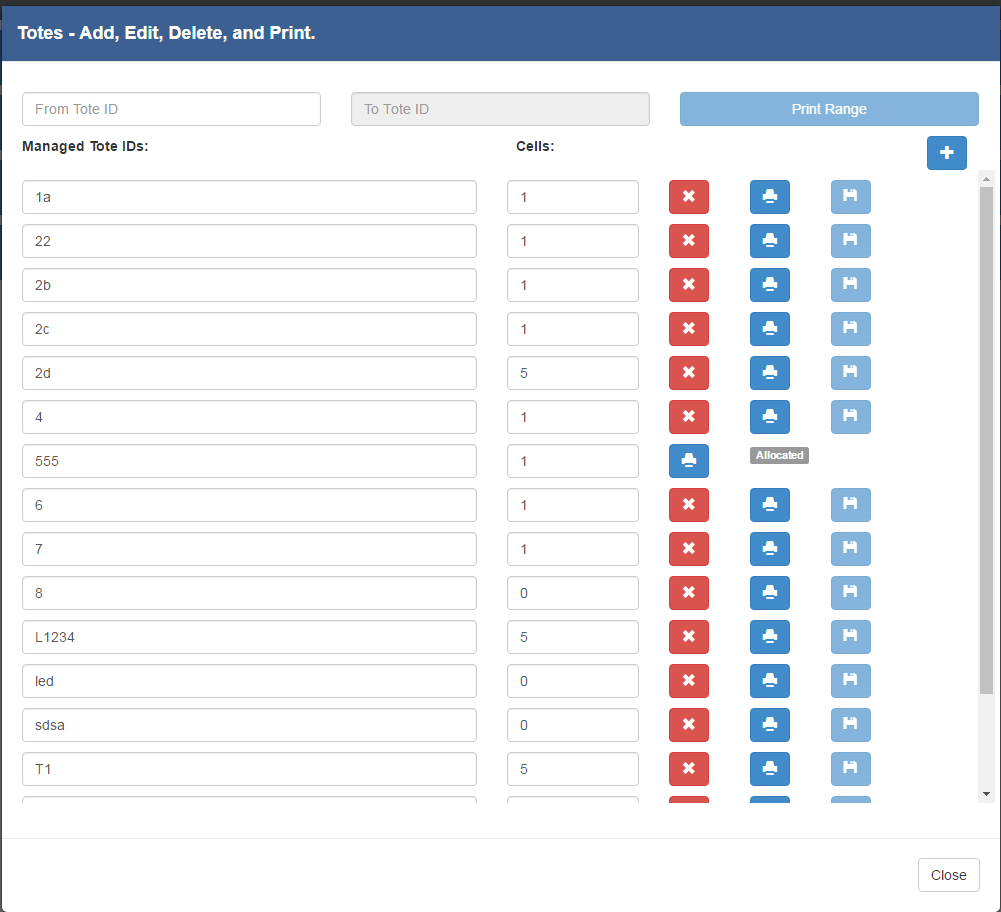 Totes - Add, Edit, Delete, and Print.
From Tote ID To Tote ID Print Range
Managed Tote IDs: Cells:
1a 1
22 1
2b 1
2c 1
2d 5
4 1
555 1 Allocated
6 1
7 1
8 0
L1234 5
led 0
sdsa 0
T1 5
Close